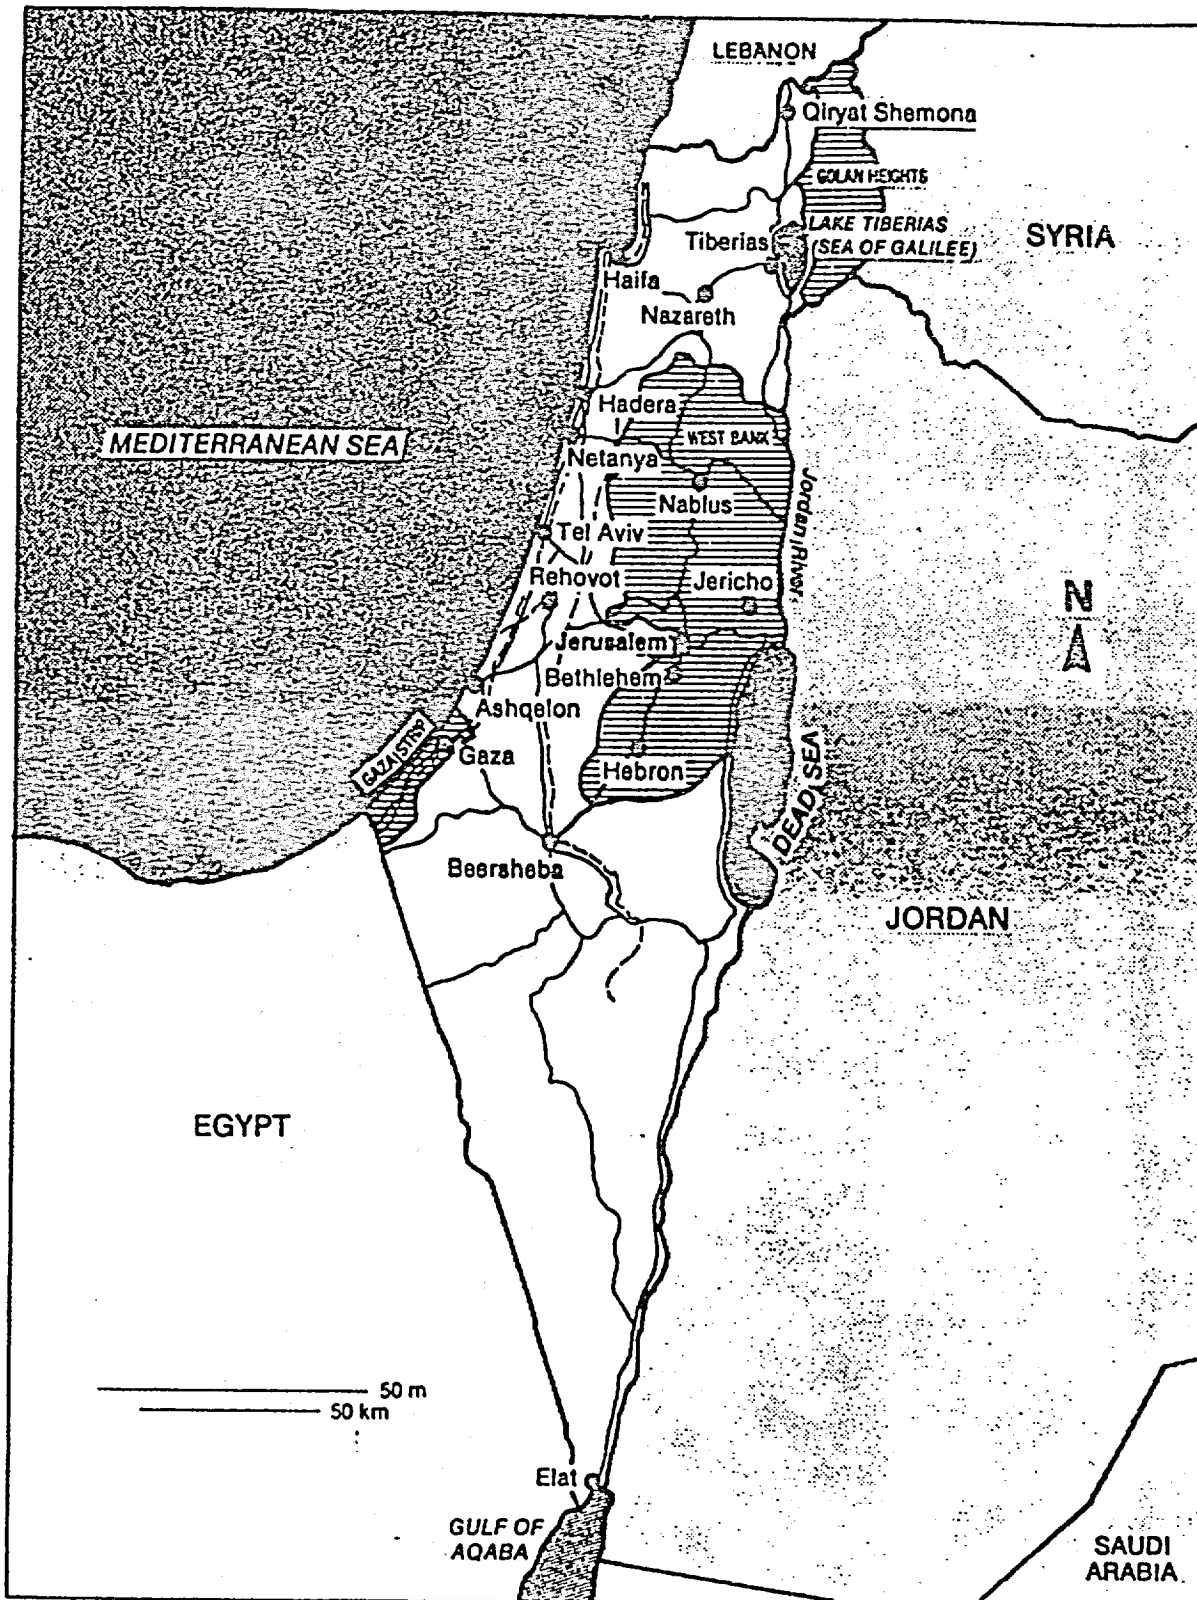 LEBANON
Qiryat Shemona
GOLAN HEIGHTS
LAKE TIBERIAS
(SEA OF GALILEE)
Tiberias
SYRIA
Haifa
Nazareth
Hadera
WEST BANK
MEDITERRANEAN SEA
Netanya
Nablus
Jordan River
Tel Aviv
Rehovot
Jericho
N
Jerusalem
Bethlehem
Ashqelon
GAZA STRIP
Gaza
Hebron
DEAD SEA
Beersheba
JORDAN
EGYPT
50 m
50 km
Elat
GULF OF
AQABA
SAUDI
ARABIA